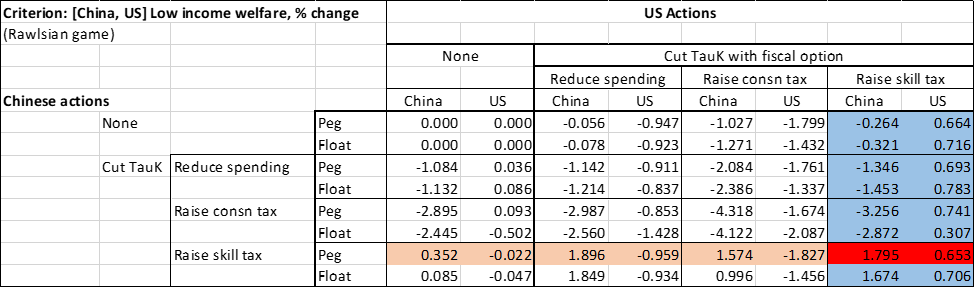 Criterion: [China, US] Low income welfare, % change US Actions
(Rawlsian game)
None Cut TauK with fiscal option
Reduce spending Raise consn tax Raise skill tax
Chinese actions China US China US China US China US
None Peg 0.000 0.000 -0.056 -0.947 -1.027 -1.799 -0.264 0.664
Float 0.000 0.000 -0.078 -0.923 -1.271 -1.432 -0.321 0.716
Cut TauK Reduce spending Peg -1.084 0.036 -1.142 -0.911 -2.084 -1.761 -1.346 0.693
Float -1.132 0.086 -1.214 -0.837 -2.386 -1.337 -1.453 0.783
Raise consn tax Peg -2.895 0.093 -2.987 -0.853 -4.318 -1.674 -3.256 0.741
Float -2.445 -0.502 -2.560 -1.428 -4.122 -2.087 -2.872 0.307
Raise skill tax Peg 0.352 -0.022 1.896 -0.959 1.574 -1.827 1.795 0.653
Float 0.085 -0.047 1.849 -0.934 0.996 -1.456 1.674 0.706